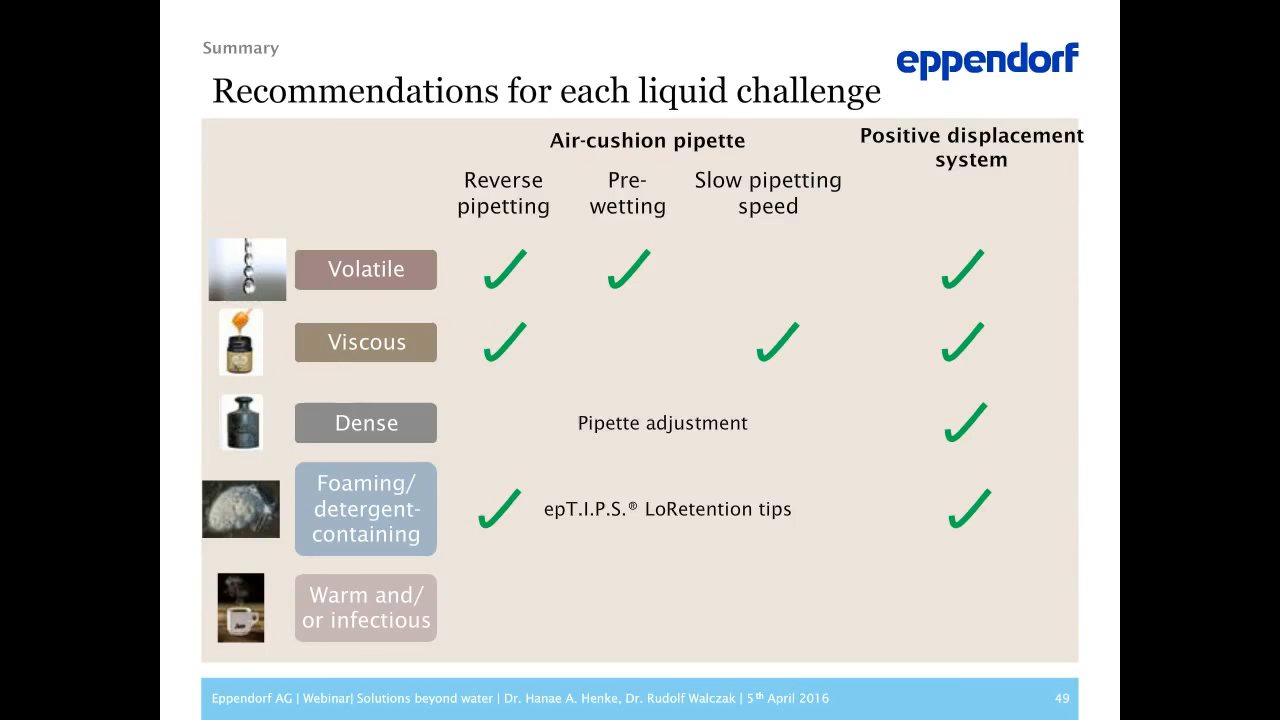 Summary
eppendorf
Recommendations for each liquid challenge
Air-cushion pipette
Positive displacement
system
Reverse
pipetting
Pre-
wetting
Slow pipetting
speed
Volatile
Viscous
Dense
Pipette adjustment
Foaming/
detergent-
containing
epT.I.P.S.® LoRetention tips
Warm and/
or infectious
Eppendorf AG | Webinar| Solutions beyond water | Dr. Hanae A. Henke, Dr. Rudolf Walczak | 5th April 2016
49